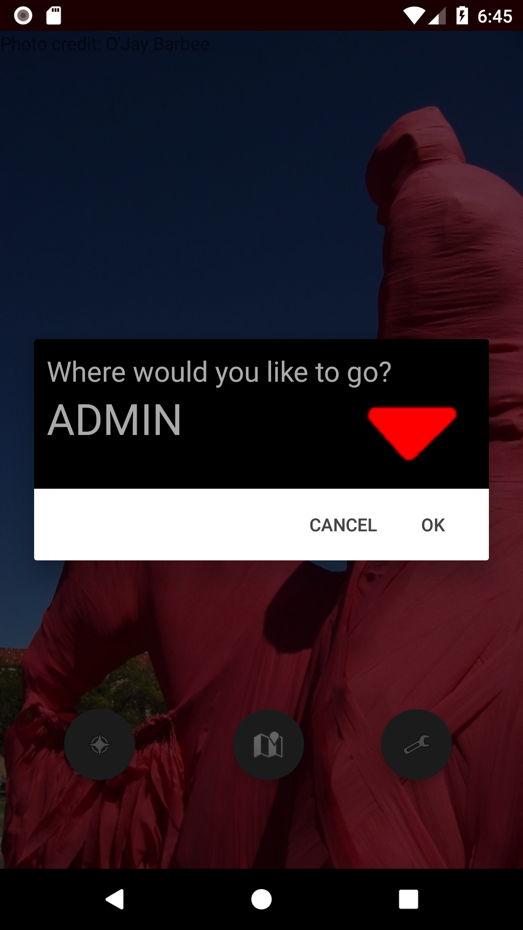 6:45
Photo credit: O'Jay Barbee
Where would you like to go?
ADMIN
CANCEL OK